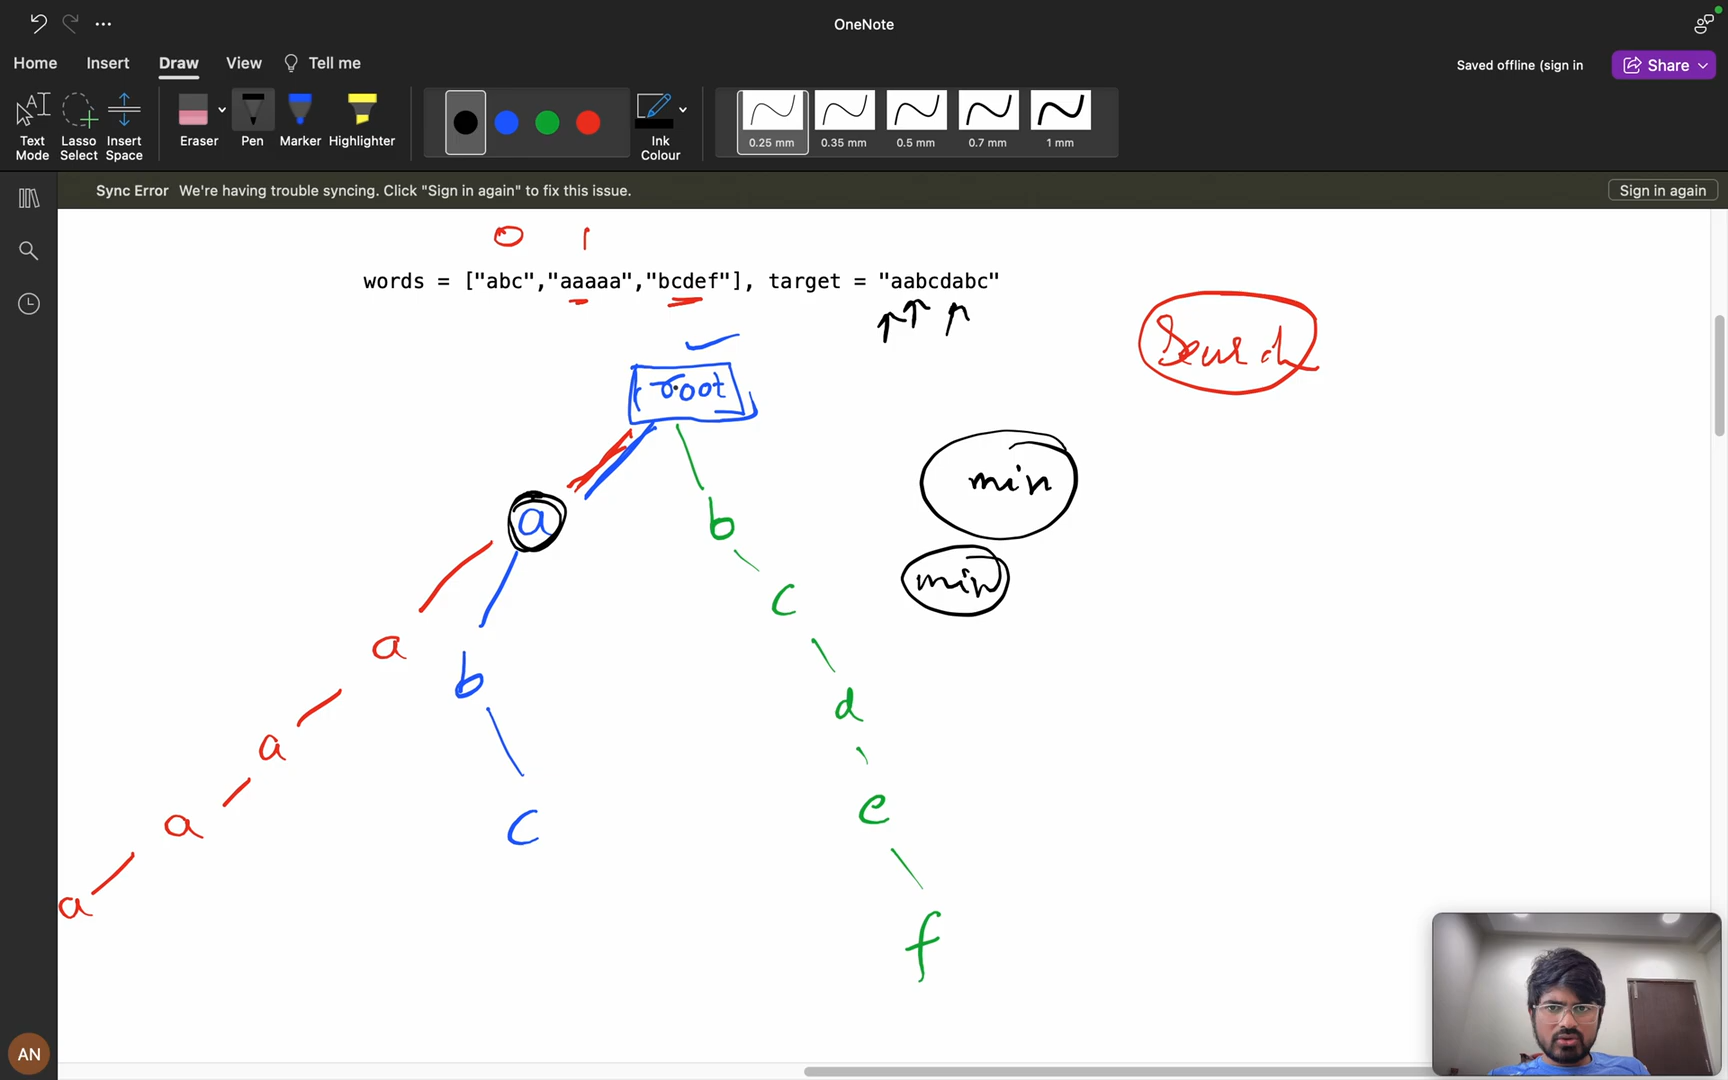 OneNote
Home Insert Draw View Tell me
Saved offline (sign in
Share
Text Mode
Lasso Select
Insert Space
Eraser
Pen
Marker
Highlighter
Ink Colour
0.25 mm
0.35 mm
0.5 mm
0.7 mm
1 mm
Sync Error We're having trouble syncing. Click "Sign in again" to fix this issue.
Sign in again
0 1
words = ["abc","aaaaa","bcdef"], target = "aabcdabc"
Search
root
min
a
b
min
c
a
b
d
a
e
a
c
a
f
AN